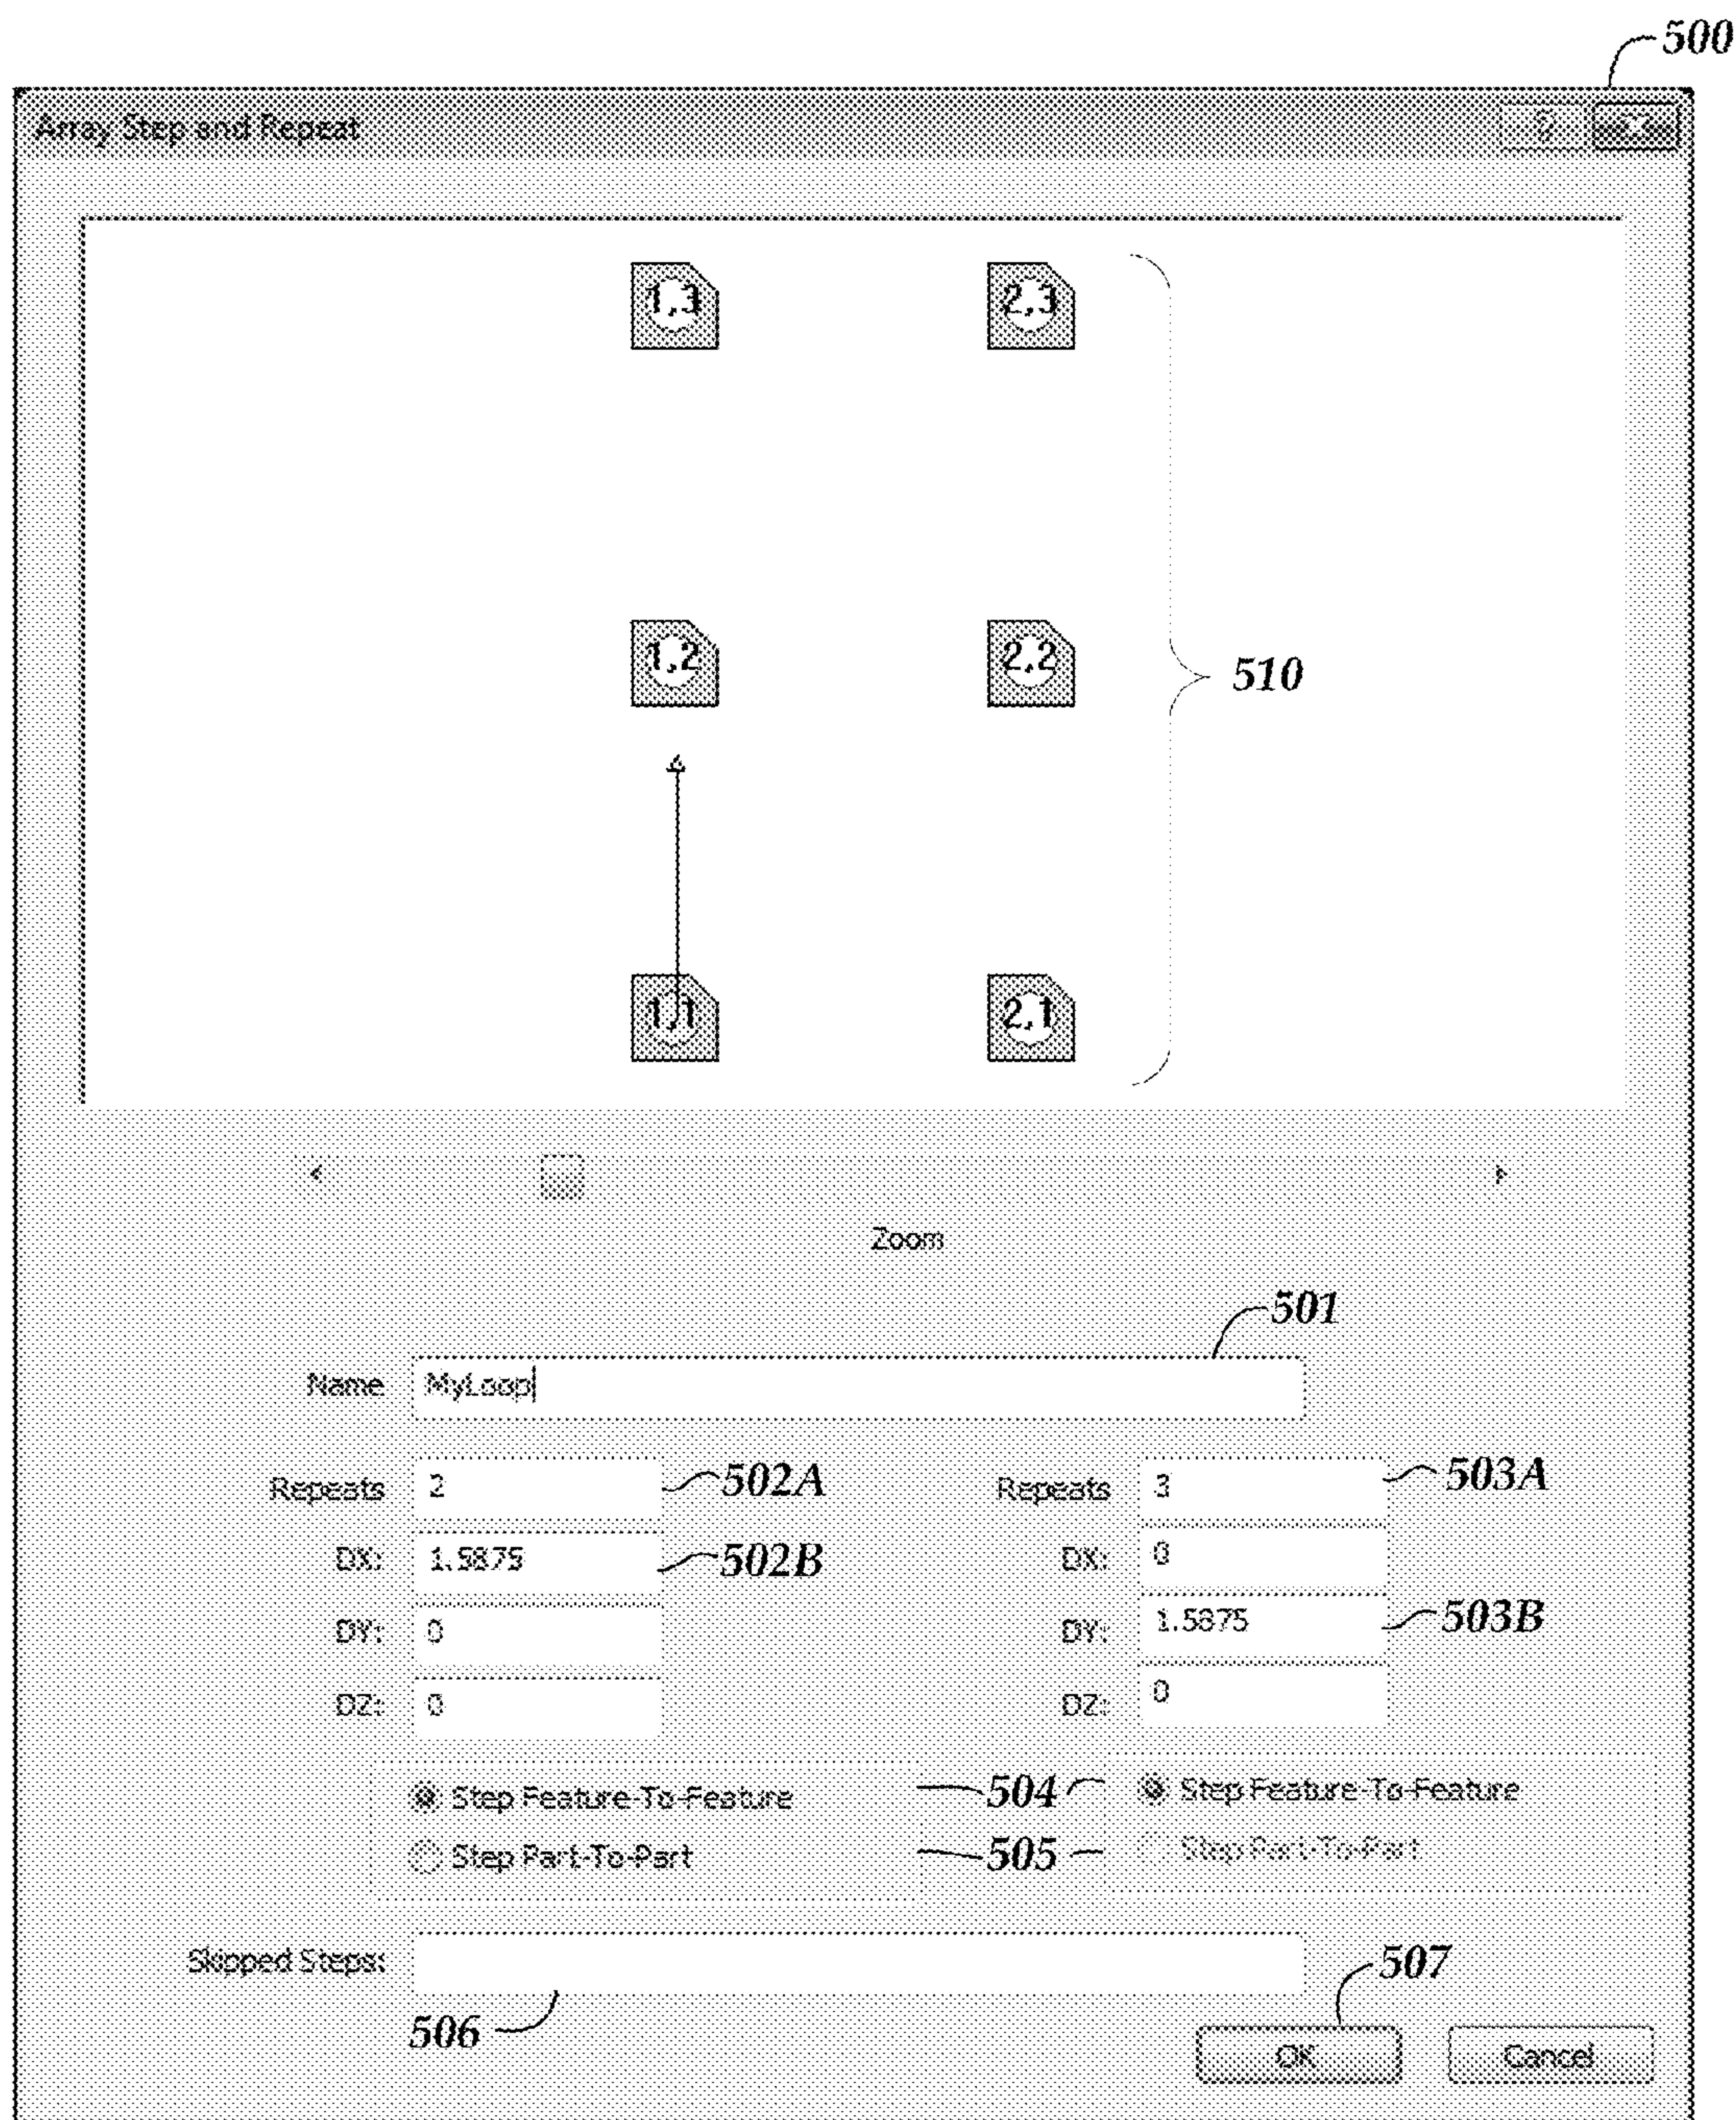 500
Array Step and Repeat
? X
1,3 2,3
1,2 2,2
510
1,1 2,1
Zoom
501
Name MyLoop
Repeats 2 502A Repeats 3 503A
DX: 1.5875 502B DX: 0
DY: 0 DY: 1.5875 503B
DZ: 0 DZ: 0
Step Feature-To-Feature 504 Step Feature-To-Feature
Step Part-To-Part 505 Step Part-To-Part
Skipped Steps: 507
506
OK Cancel